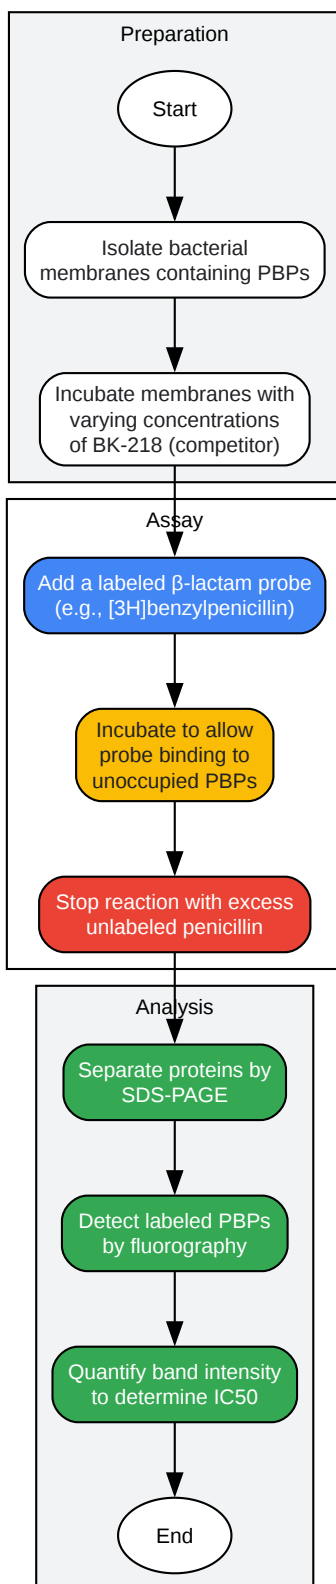 Preparation
Start
Isolate bacterial
membranes containing PBPs
Incubate membranes with
varying concentrations
of BK-218 (competitor)
Assay
Add a labeled β-lactam probe
(e.g., [3H]benzylpenicillin)
Incubate to allow
probe binding to
unoccupied PBPs
Stop reaction with excess
unlabeled penicillin
Analysis
Separate proteins by
SDS-PAGE
Detect labeled PBPs
by fluorography
Quantify band intensity
to determine IC50
End